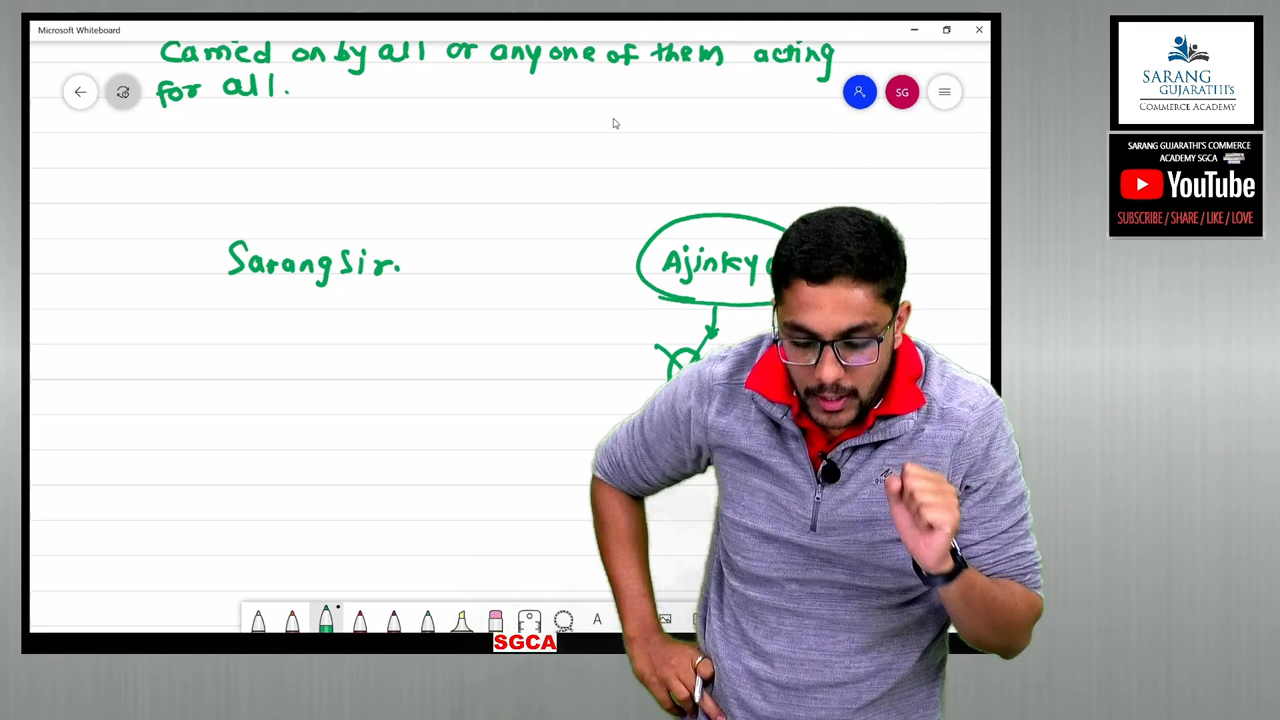 Microsoft Whiteboard
Carried on by all or any one of them acting
for all.
SG
Sarang Sir.
Ajinky
A
SGCA
SARANG
GUJARATHI'S
COMMERCE ACADEMY
SARANG GUJARATHI'S COMMERCE
ACADEMY SGCA
YouTube
SUBSCRIBE / SHARE / LIKE / LOVE